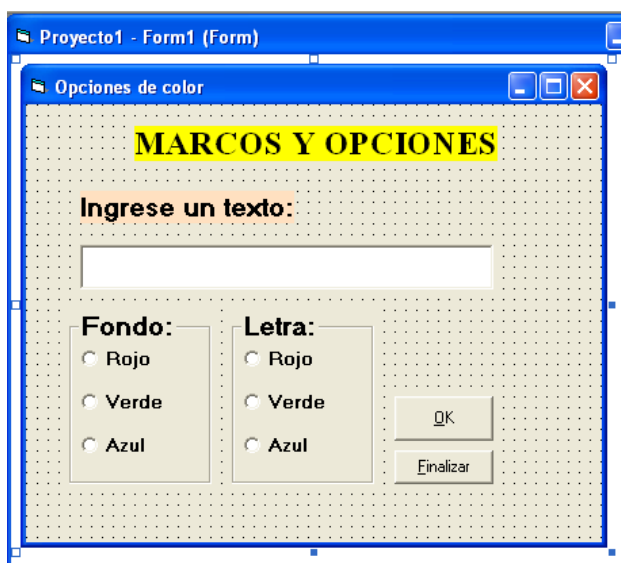 Proyecto1 - Form1 (Form)
Opciones de color
MARCOS Y OPCIONES
Ingrese un texto:
Fondo:
Rojo
Verde
Azul
Letra:
Rojo
Verde
Azul
OK
Finalizar